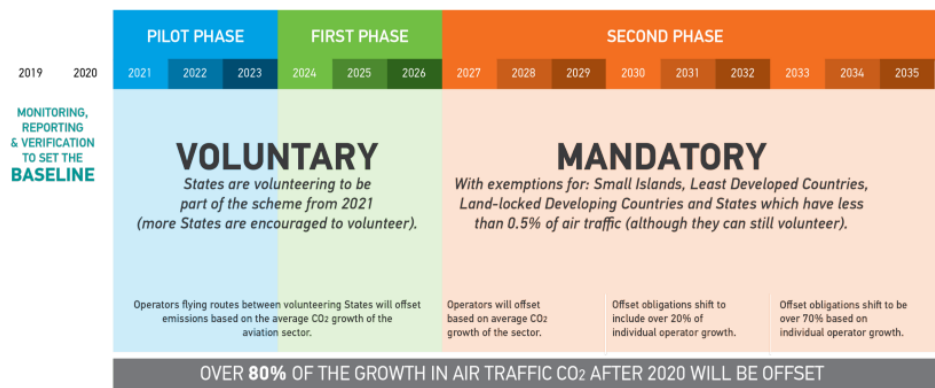 PILOT PHASE
FIRST PHASE
SECOND PHASE
2019 2020 2021 2022 2023 2024 2025 2026 2027 2028 2029 2030 2031 2032 2033 2034 2035
MONITORING,
REPORTING
& VERIFICATION
TO SET THE
BASELINE
VOLUNTARY
States are volunteering to be
part of the scheme from 2021
(more States are encouraged to volunteer).
MANDATORY
With exemptions for: Small Islands, Least Developed Countries,
Land-locked Developing Countries and States which have less
than 0.5% of air traffic (although they can still volunteer).
Operators flying routes between volunteering States will offset
emissions based on the average CO₂ growth of the
aviation sector.
Operators will offset
based on average CO₂
growth of the sector.
Offset obligations shift to
include over 20% of
individual operator growth.
Offset obligations shift to be
over 70% based on
individual operator growth.
OVER 80% OF THE GROWTH IN AIR TRAFFIC CO₂ AFTER 2020 WILL BE OFFSET